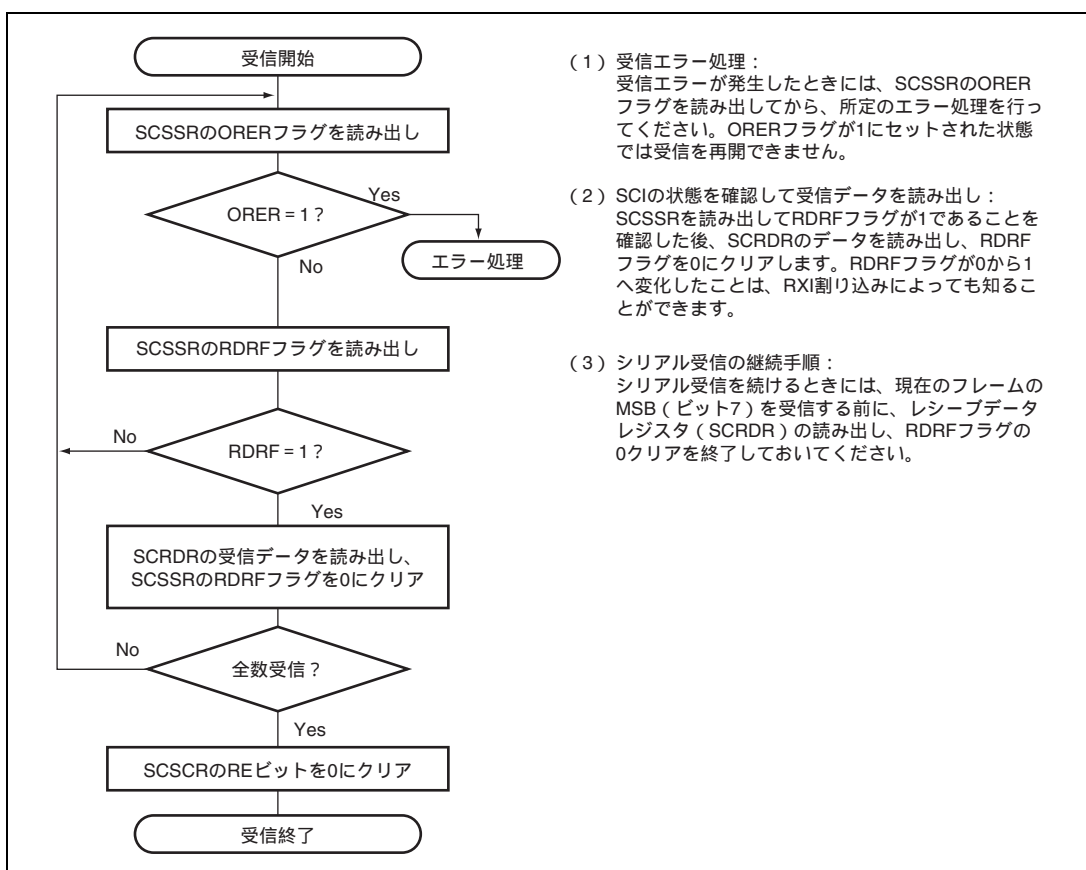 受信開始
SCSSRのORERフラグを読み出し
ORER = 1？
Yes
エラー処理
No
SCSSRのRDRFフラグを読み出し
No
RDRF = 1？
Yes
SCRDRの受信データを読み出し、
SCSSRのRDRFフラグを0にクリア
No
全数受信？
Yes
SCSCRのREビットを0にクリア
受信終了
（1）受信エラー処理：
受信エラーが発生したときには、SCSSRのORER
フラグを読み出してから、所定のエラー処理を行っ
てください。ORERフラグが1にセットされた状態
では受信を再開できません。
（2）SCIの状態を確認して受信データを読み出し：
SCSSRを読み出してRDRFフラグが1であることを
確認した後、SCRDRのデータを読み出し、RDRF
フラグを0にクリアします。RDRFフラグが0から1
へ変化したことは、RXI割り込みによっても知るこ
とができます。
（3）シリアル受信の継続手順：
シリアル受信を続けるときには、現在のフレームの
MSB（ビット7）を受信する前に、レシーブデータ
レジスタ（SCRDR）の読み出し、RDRFフラグの
0クリアを終了しておいてください。